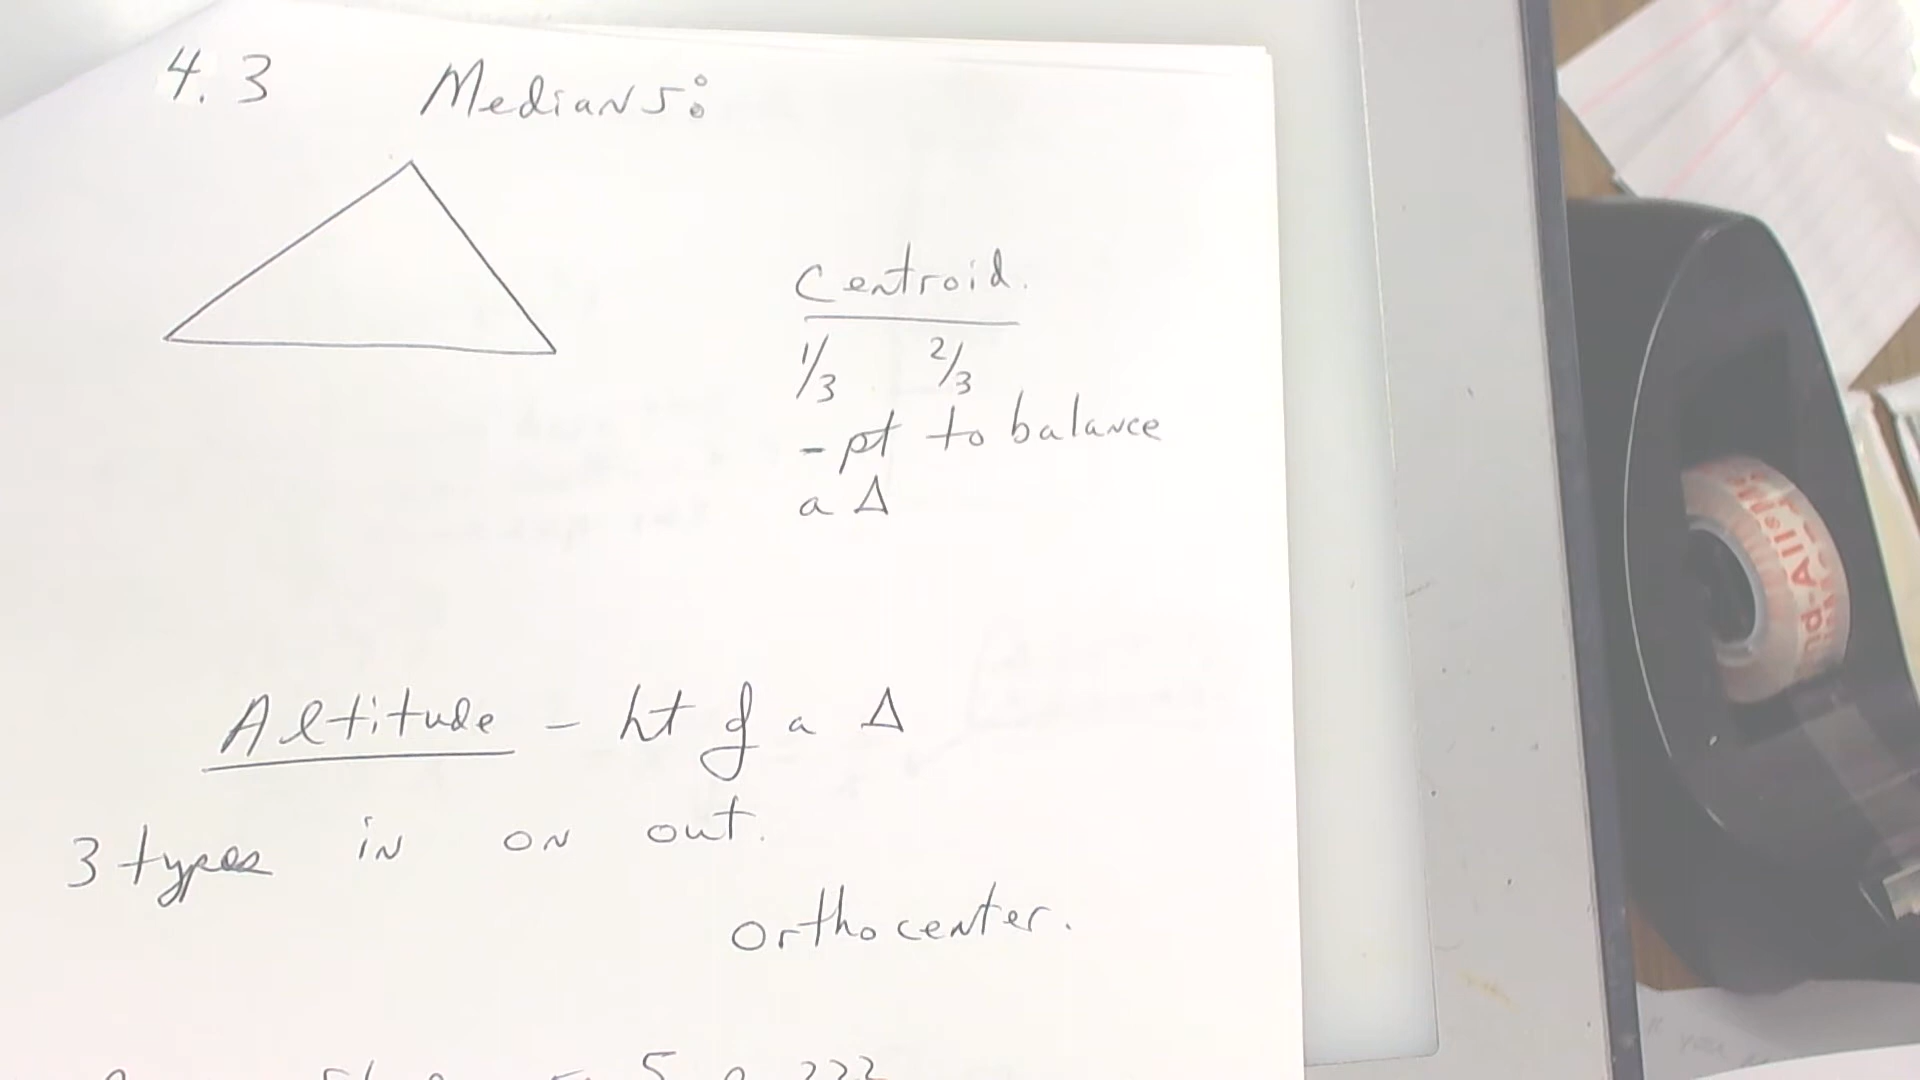 4.3 Medians:
Centroid.
1/3 2/3
- pt to balance
a Δ
Altitude - ht of a Δ
3 types in on out.
orthocenter.